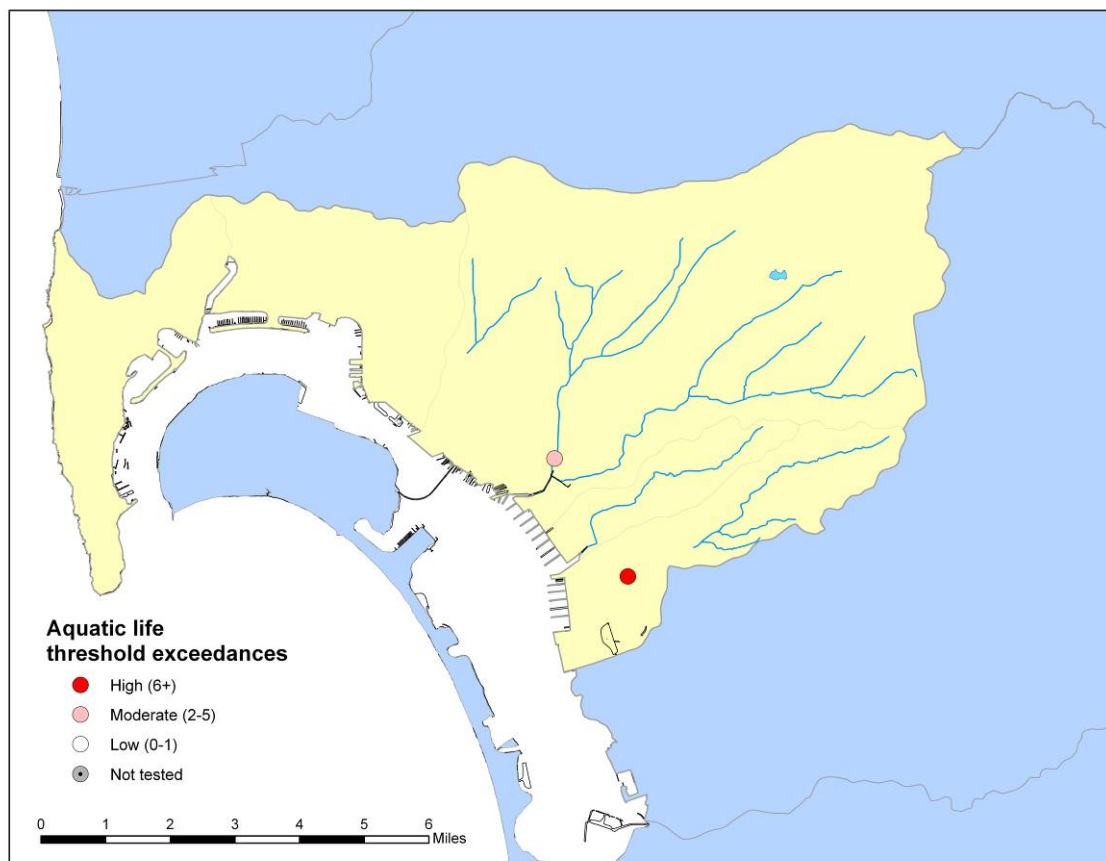 Aquatic life
threshold exceedances
High (6+)
Moderate (2-5)
Low (0-1)
Not tested
0 1 2 3 4 5 6
Miles